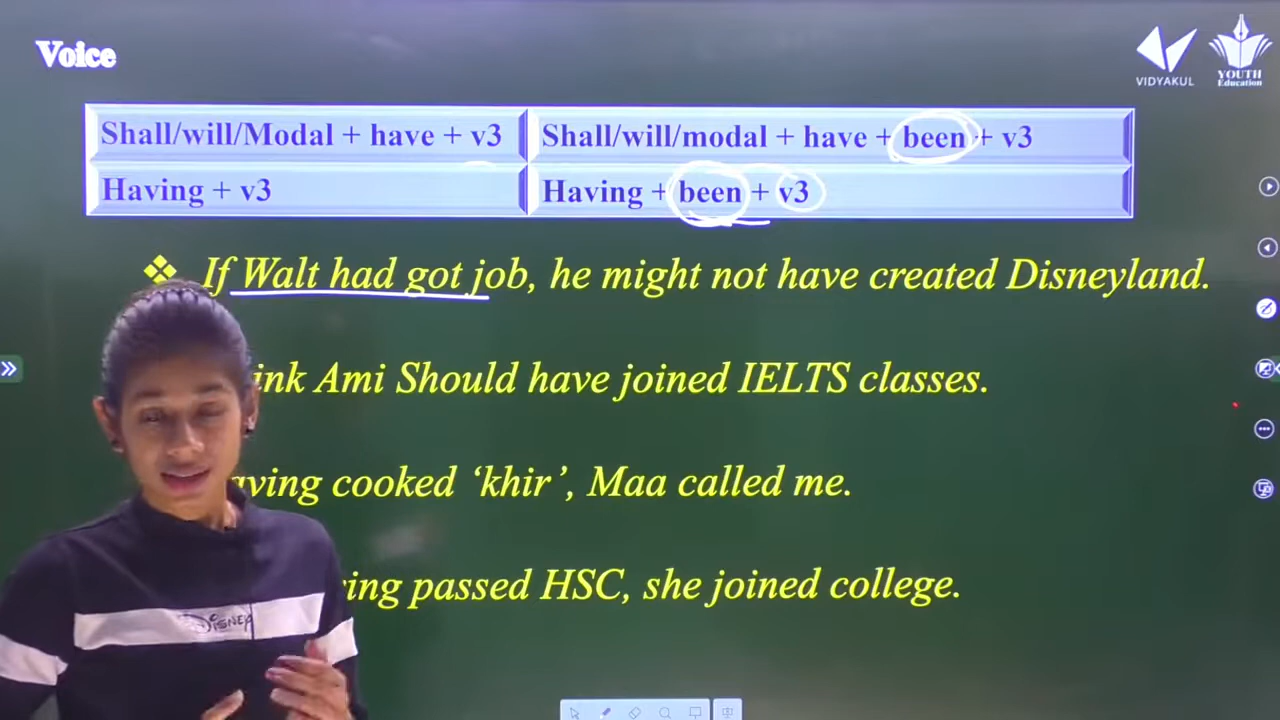 Voice
VIDYAKUL
YOUTH
Education
Shall/will/Modal + have + v3
Shall/will/modal + have + been + v3
Having + v3
Having + been + v3
If Walt had got job, he might not have created Disneyland.
Ami Should have joined IELTS classes.
cooked ‘khir’, Maa called me.
passed HSC, she joined college.
Disney